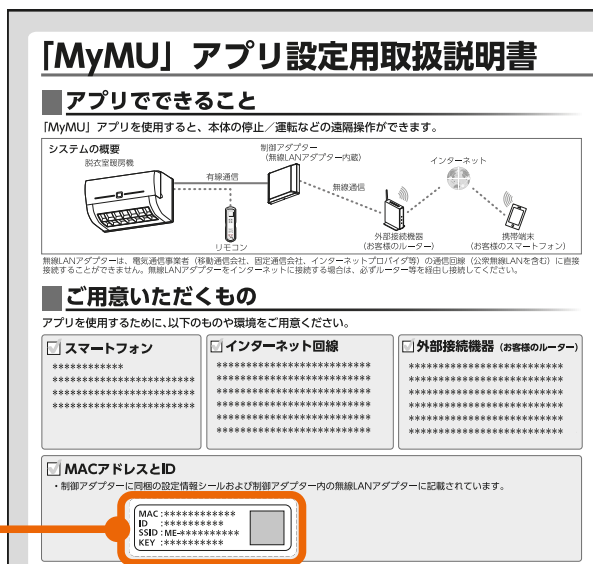 「MyMU」アプリ設定用取扱説明書
アプリでできること
「MyMU」アプリを使用すると、本体の停止／運転などの遠隔操作ができます。
システムの概要
脱衣室暖房機
制御アダプター
（無線LANアダプター内蔵）
インターネット
有線通信
無線通信
リモコン
外部接続機器
（お客様のルーター）
携帯端末
（お客様のスマートフォン）
無線LANアダプターは、電気通信事業者（移動通信会社、固定通信会社、インターネットプロバイダ等）の通信回線（公衆無線LANを含む）に直接
接続することができません。無線LANアダプターをインターネットに接続する場合は、必ずルーター等を経由し接続してください。
ご用意いただくもの
アプリを使用するために、以下のものや環境をご用意ください。
スマートフォン
************
************************
************************
************************
インターネット回線
**************************
**************************
**************************
**************************
**************************
**************************
外部接続機器（お客様のルーター）
**************************
**************************
**************************
**************************
**************************
**************************
MACアドレスとID
・制御アダプターに同梱の設定情報シールおよび制御アダプター内の無線LANアダプターに記載されています。
MAC :************
ID :**********
SSID : ME-**********
KEY :**********